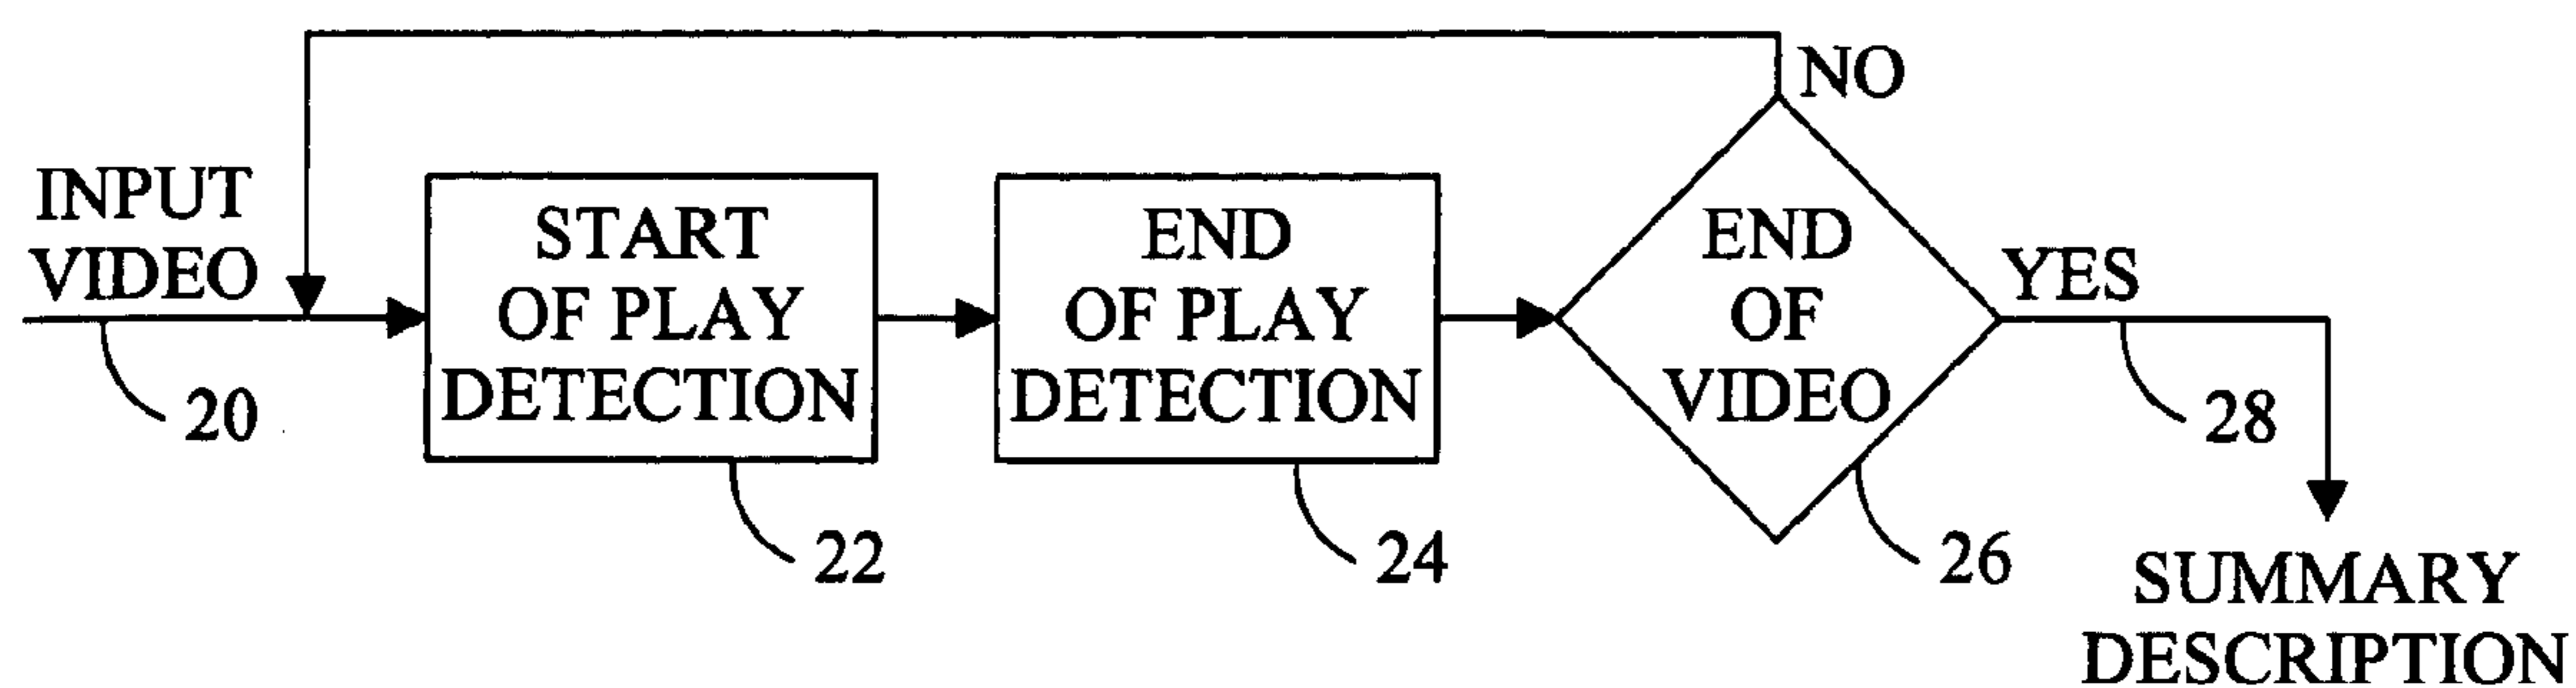 INPUT
VIDEO
20
START
OF PLAY
DETECTION
22
END
OF PLAY
DETECTION
24
END
OF
VIDEO
26
NO
YES
28
SUMMARY
DESCRIPTION